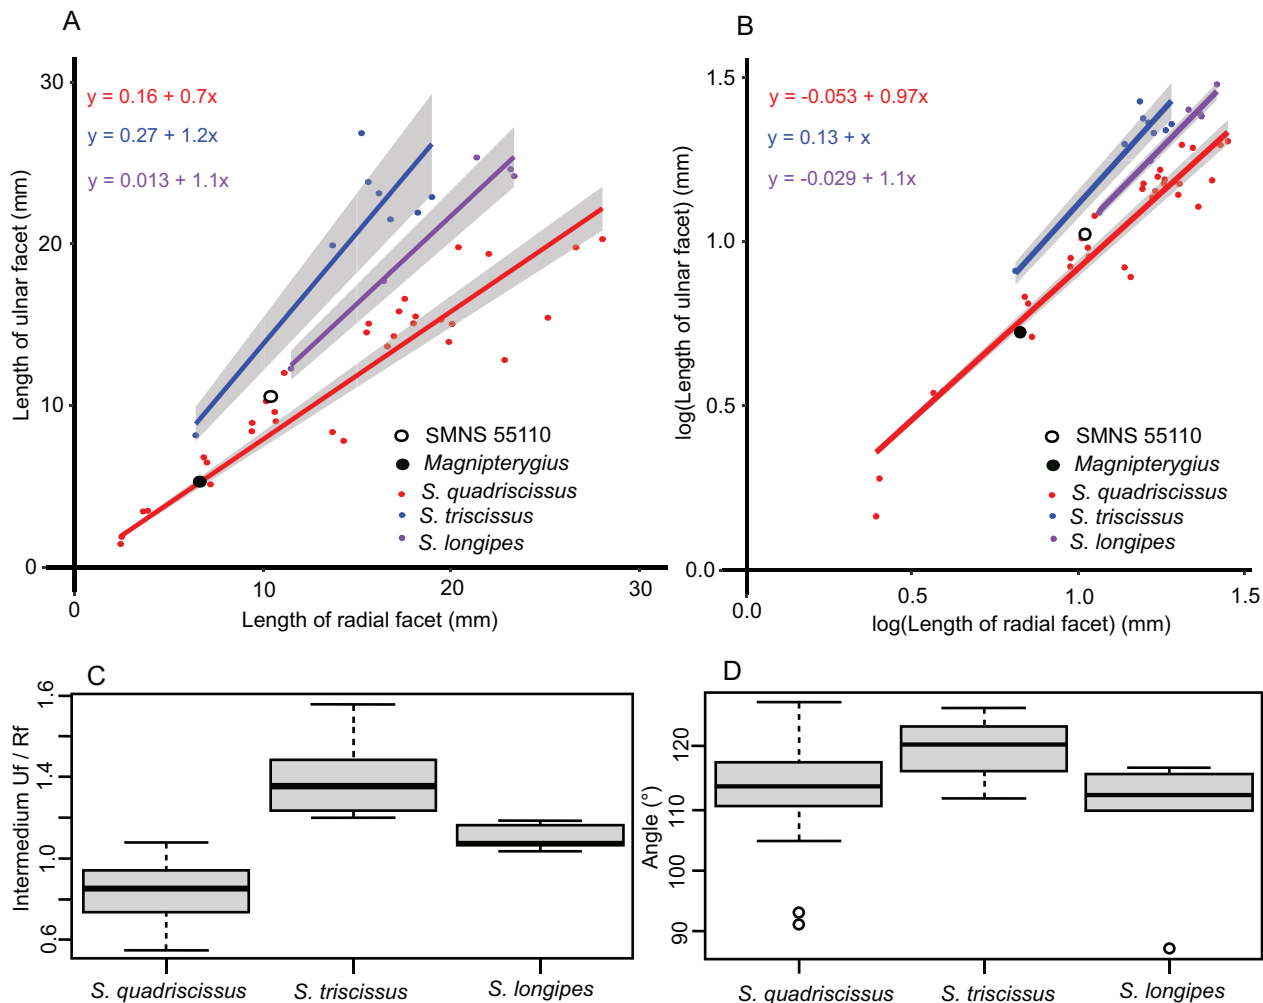 A
30
20
10
0
0
10
20
30
Length of ulnar facet (mm)
Length of radial facet (mm)
y = 0.16 + 0.7x
y = 0.27 + 1.2x
y = 0.013 + 1.1x
SMNS 55110
Magnipterygius
S. quadriscissus
S. triscissus
S. longipes
B
1.5
1.0
0.5
0.0
0.0
0.5
1.0
1.5
log(Length of ulnar facet) (mm)
log(Length of radial facet) (mm)
y = -0.053 + 0.97x
y = 0.13 + x
y = -0.029 + 1.1x
SMNS 55110
Magnipterygius
S. quadriscissus
S. triscissus
S. longipes
C
1.6
1.4
1.0
0.6
Intermedium Uf / Rf
S. quadriscissus
S. triscissus
S. longipes
D
120
110
100
90
Angle (°)
S. quadriscissus
S. triscissus
S. longipes